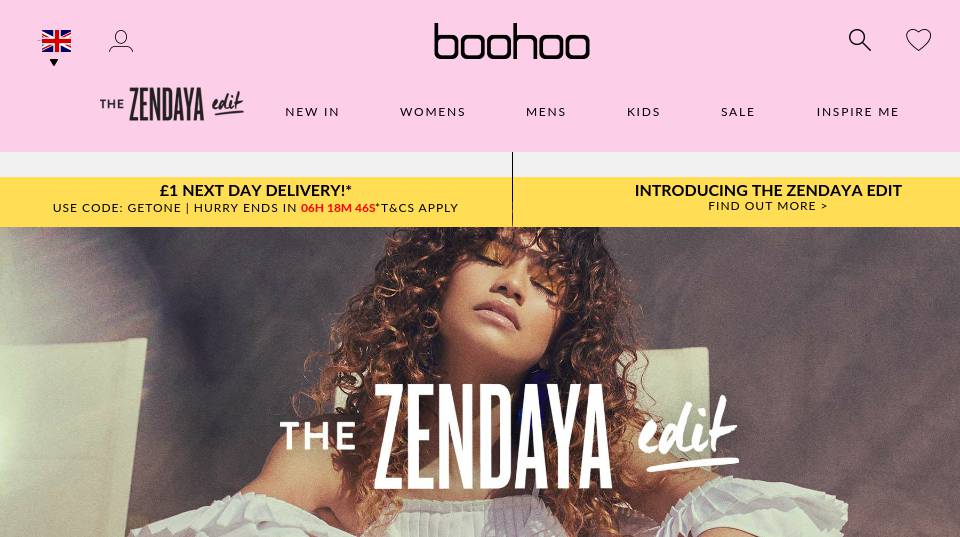 boohoo
THE ZENDAYA edit
NEW IN
WOMENS
MENS
KIDS
SALE
INSPIRE ME
£1 NEXT DAY DELIVERY!*
USE CODE: GETONE | HURRY ENDS IN 06H 18M 46S*T&CS APPLY
INTRODUCING THE ZENDAYA EDIT
FIND OUT MORE >
THE ZENDAYA edit